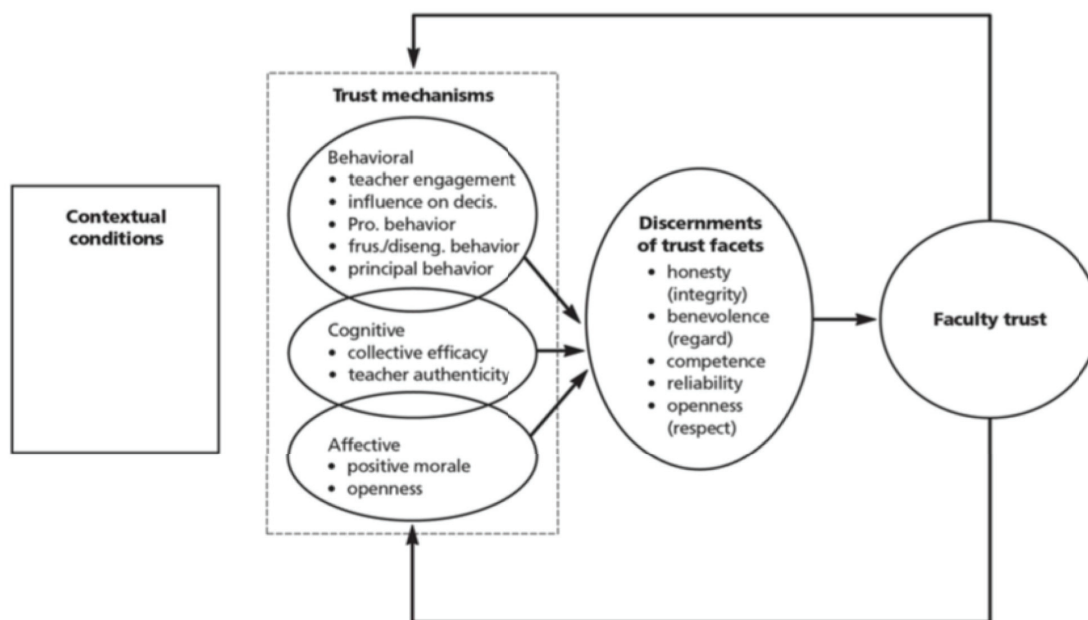 Contextual
conditions
Trust mechanisms
Behavioral
• teacher engagement
• influence on decis.
• Pro. behavior
• frus./diseng. behavior
• principal behavior
Cognitive
• collective efficacy
• teacher authenticity
Affective
• positive morale
• openness
Discernments
of trust facets
• honesty
(integrity)
• benevolence
(regard)
• competence
• reliability
• openness
(respect)
Faculty trust